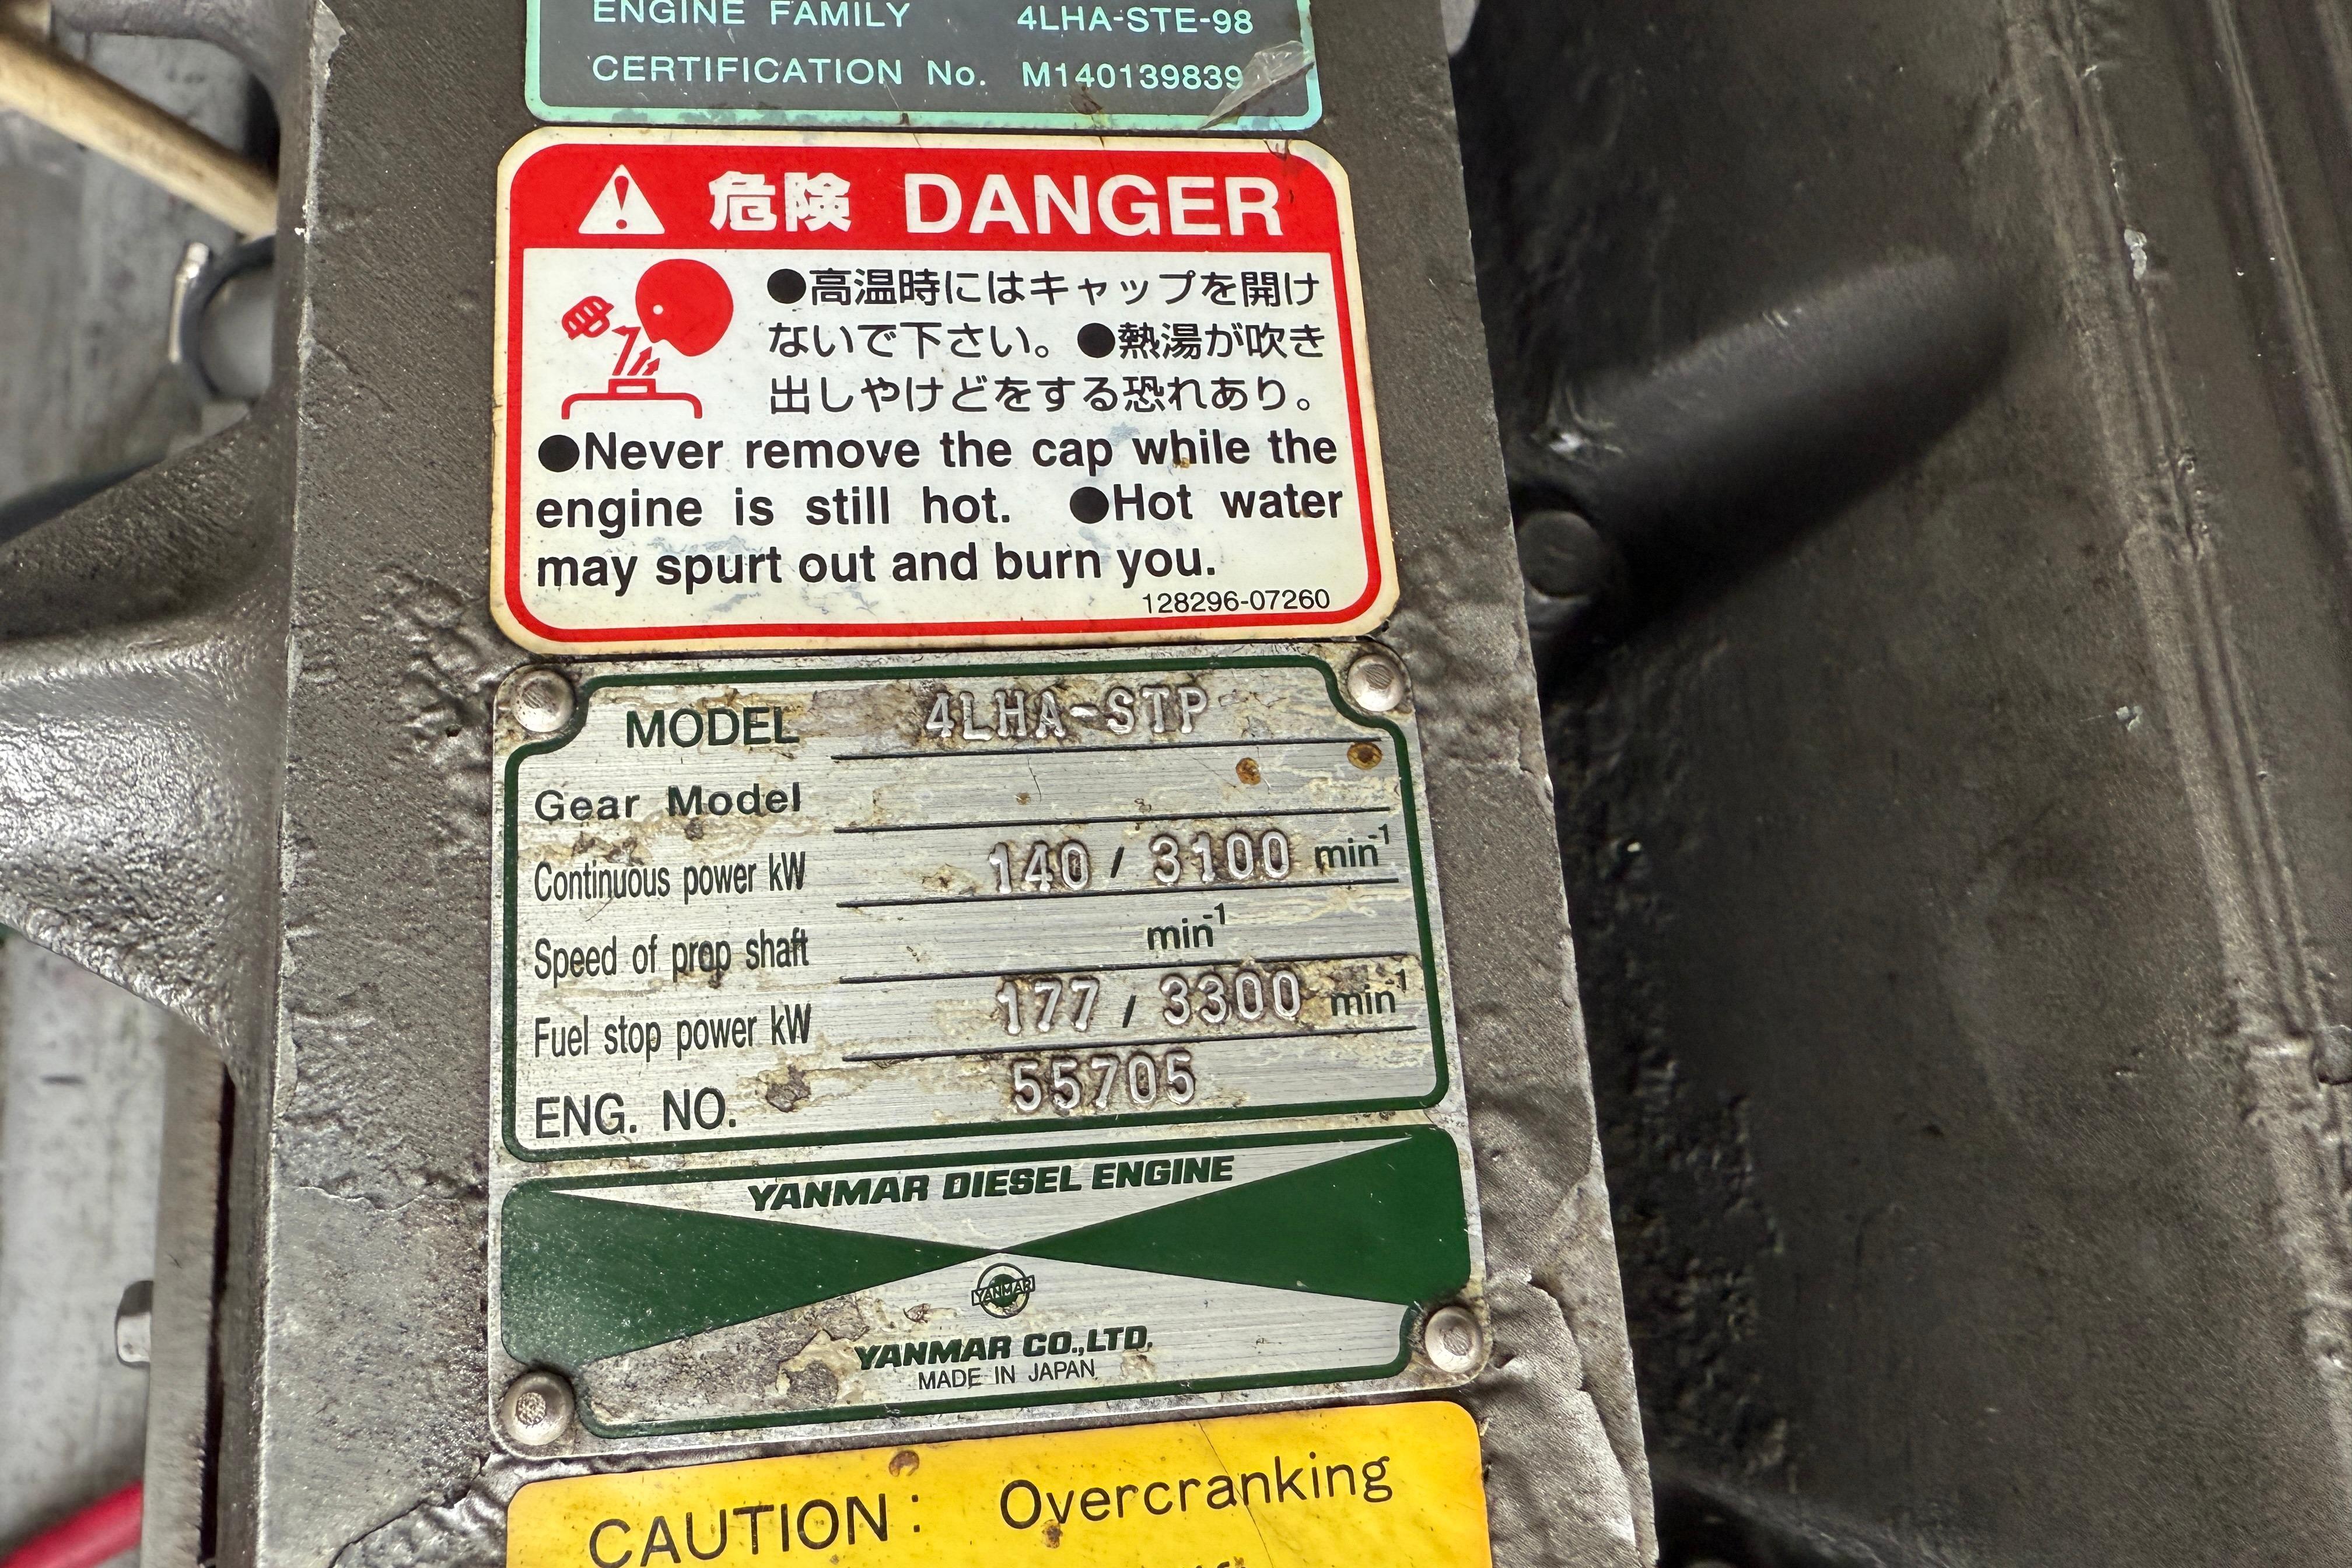 ENGINE FAMILY 4LHA-STE-98
CERTIFICATION No. M140139839
危険 DANGER
●高温時にはキャップを開け
ないで下さい。●熱湯が吹き
出しやけどをする恐れあり。
●Never remove the cap while the
engine is still hot. ●Hot water
may spurt out and burn you.
128296-07260
MODEL 4LHA-STP
Gear Model
Continuous power kW 140 / 3100 min⁻¹
Speed of prop shaft min⁻¹
Fuel stop power kW 177 / 3300 min⁻¹
ENG. NO. 55705
YANMAR DIESEL ENGINE
YANMAR
YANMAR CO.,LTD.
MADE IN JAPAN
CAUTION: Overcranking